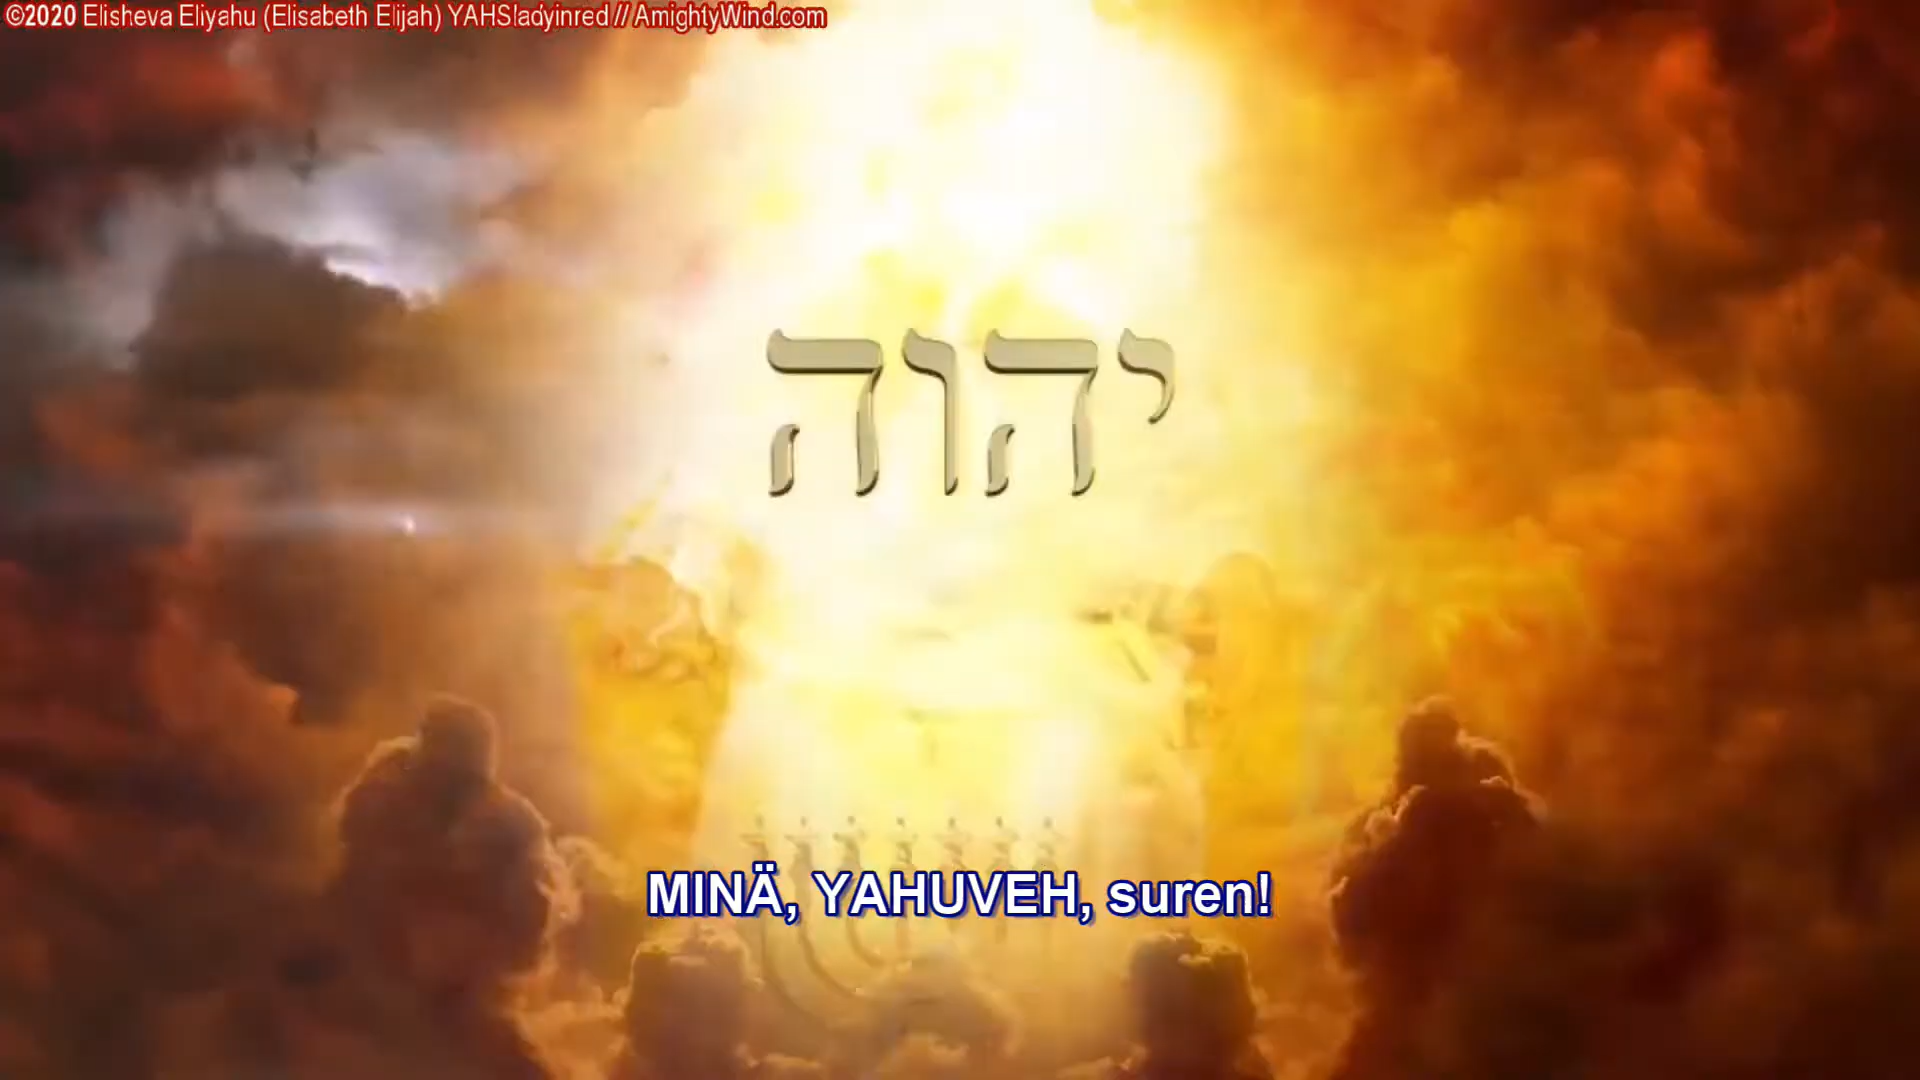 ©2020 Elisheva Eliyahu (Elisabeth Elijah) YAHSladyinred // AmightyWind.com
יהוה
MINÄ, YAHUVEH, suren!